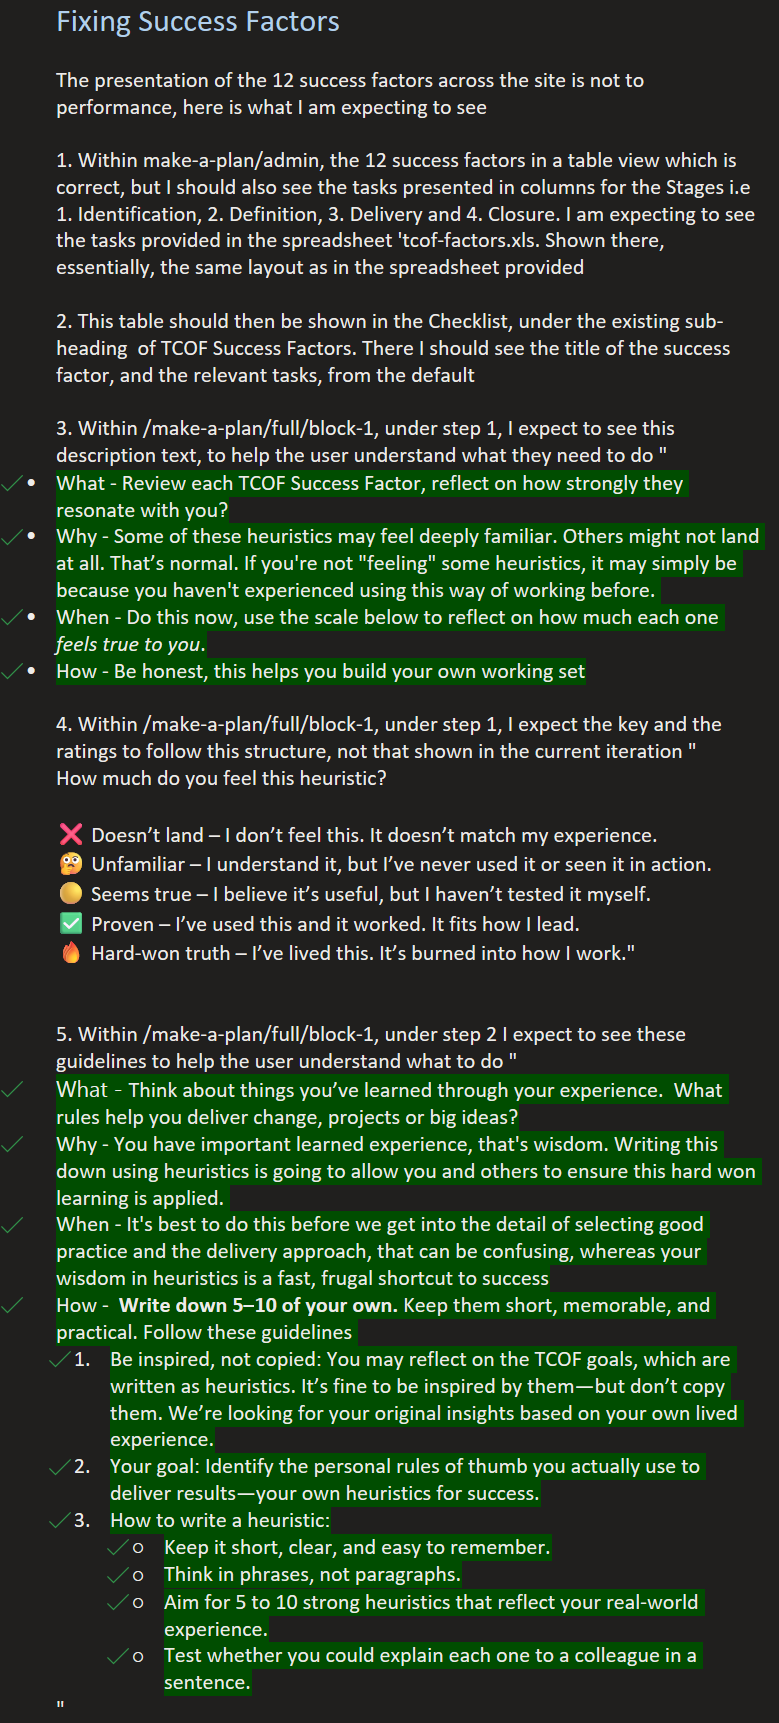 Fixing Success Factors
The presentation of the 12 success factors across the site is not to
performance, here is what I am expecting to see
1. Within make-a-plan/admin, the 12 success factors in a table view which is
correct, but I should also see the tasks presented in columns for the Stages i.e
1. Identification, 2. Definition, 3. Delivery and 4. Closure. I am expecting to see
the tasks provided in the spreadsheet 'tcof-factors.xls. Shown there,
essentially, the same layout as in the spreadsheet provided
2. This table should then be shown in the Checklist, under the existing sub-
heading  of TCOF Success Factors. There I should see the title of the success
factor, and the relevant tasks, from the default
3. Within /make-a-plan/full/block-1, under step 1, I expect to see this
description text, to help the user understand what they need to do "
• What - Review each TCOF Success Factor, reflect on how strongly they
resonate with you?
• Why - Some of these heuristics may feel deeply familiar. Others might not land
at all. That’s normal. If you're not "feeling" some heuristics, it may simply be
because you haven't experienced using this way of working before.
• When - Do this now, use the scale below to reflect on how much each one
feels true to you.
• How - Be honest, this helps you build your own working set
4. Within /make-a-plan/full/block-1, under step 1, I expect the key and the
ratings to follow this structure, not that shown in the current iteration "
How much do you feel this heuristic?
❌ Doesn’t land – I don’t feel this. It doesn’t match my experience.
🤔 Unfamiliar – I understand it, but I’ve never used it or seen it in action.
🟡 Seems true – I believe it’s useful, but I haven’t tested it myself.
✅ Proven – I’ve used this and it worked. It fits how I lead.
🔥 Hard-won truth – I’ve lived this. It’s burned into how I work."
5. Within /make-a-plan/full/block-1, under step 2 I expect to see these
guidelines to help the user understand what to do "
What - Think about things you’ve learned through your experience.  What
rules help you deliver change, projects or big ideas?
Why - You have important learned experience, that's wisdom. Writing this
down using heuristics is going to allow you and others to ensure this hard won
learning is applied.
When - It's best to do this before we get into the detail of selecting good
practice and the delivery approach, that can be confusing, whereas your
wisdom in heuristics is a fast, frugal shortcut to success
How -  Write down 5–10 of your own. Keep them short, memorable, and
practical. Follow these guidelines
1. Be inspired, not copied: You may reflect on the TCOF goals, which are
written as heuristics. It’s fine to be inspired by them—but don’t copy
them. We’re looking for your original insights based on your own lived
experience.
2. Your goal: Identify the personal rules of thumb you actually use to
deliver results—your own heuristics for success.
3. How to write a heuristic:
○ Keep it short, clear, and easy to remember.
○ Think in phrases, not paragraphs.
○ Aim for 5 to 10 strong heuristics that reflect your real-world
experience.
○ Test whether you could explain each one to a colleague in a
sentence.
"